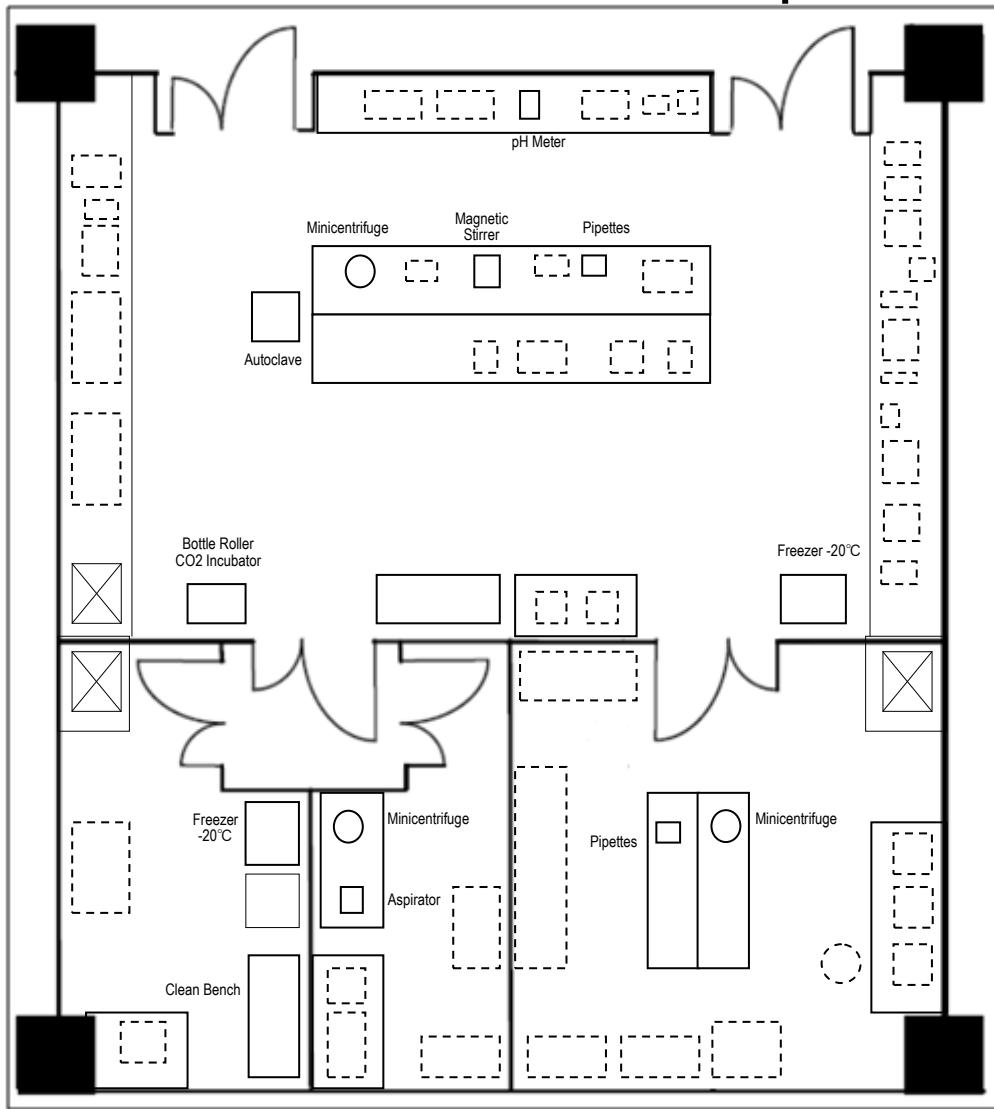 pH Meter
Minicentrifuge
Magnetic
Stirrer
Pipettes
Autoclave
Bottle Roller
CO2 Incubator
Freezer -20℃
Freezer
-20℃
Minicentrifuge
Aspirator
Clean Bench
Pipettes
Minicentrifuge